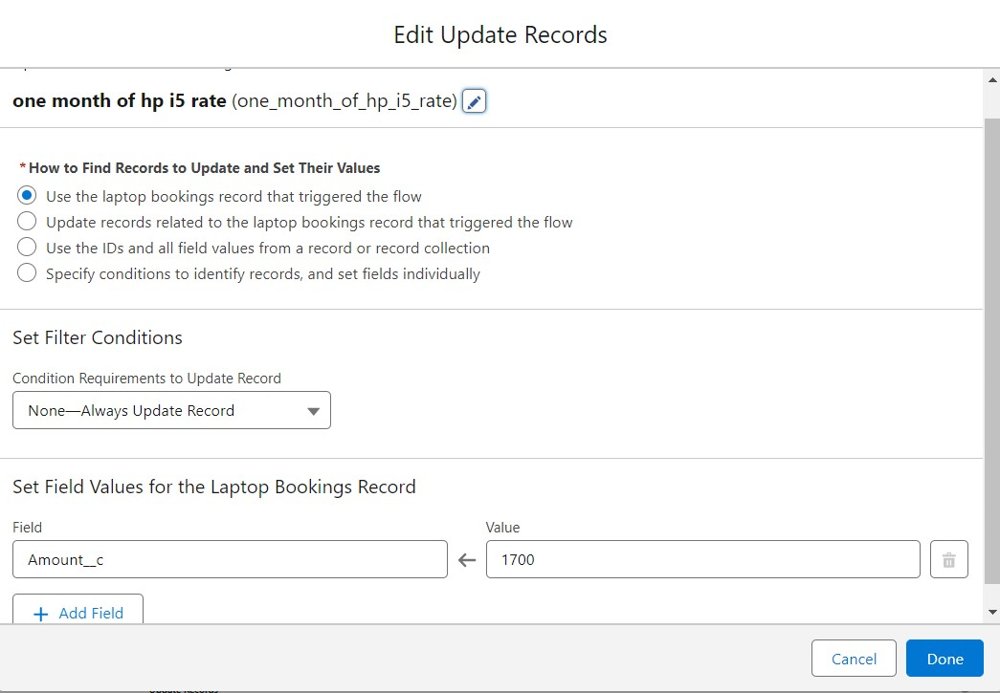 Edit Update Records
one month of hp i5 rate (one_month_of_hp_i5_rate)
*How to Find Records to Update and Set Their Values
Use the laptop bookings record that triggered the flow
Update records related to the laptop bookings record that triggered the flow
Use the IDs and all field values from a record or record collection
Specify conditions to identify records, and set fields individually
Set Filter Conditions
Condition Requirements to Update Record
None—Always Update Record
Set Field Values for the Laptop Bookings Record
Field Value
Amount__c 1700
Add Field
Cancel Done